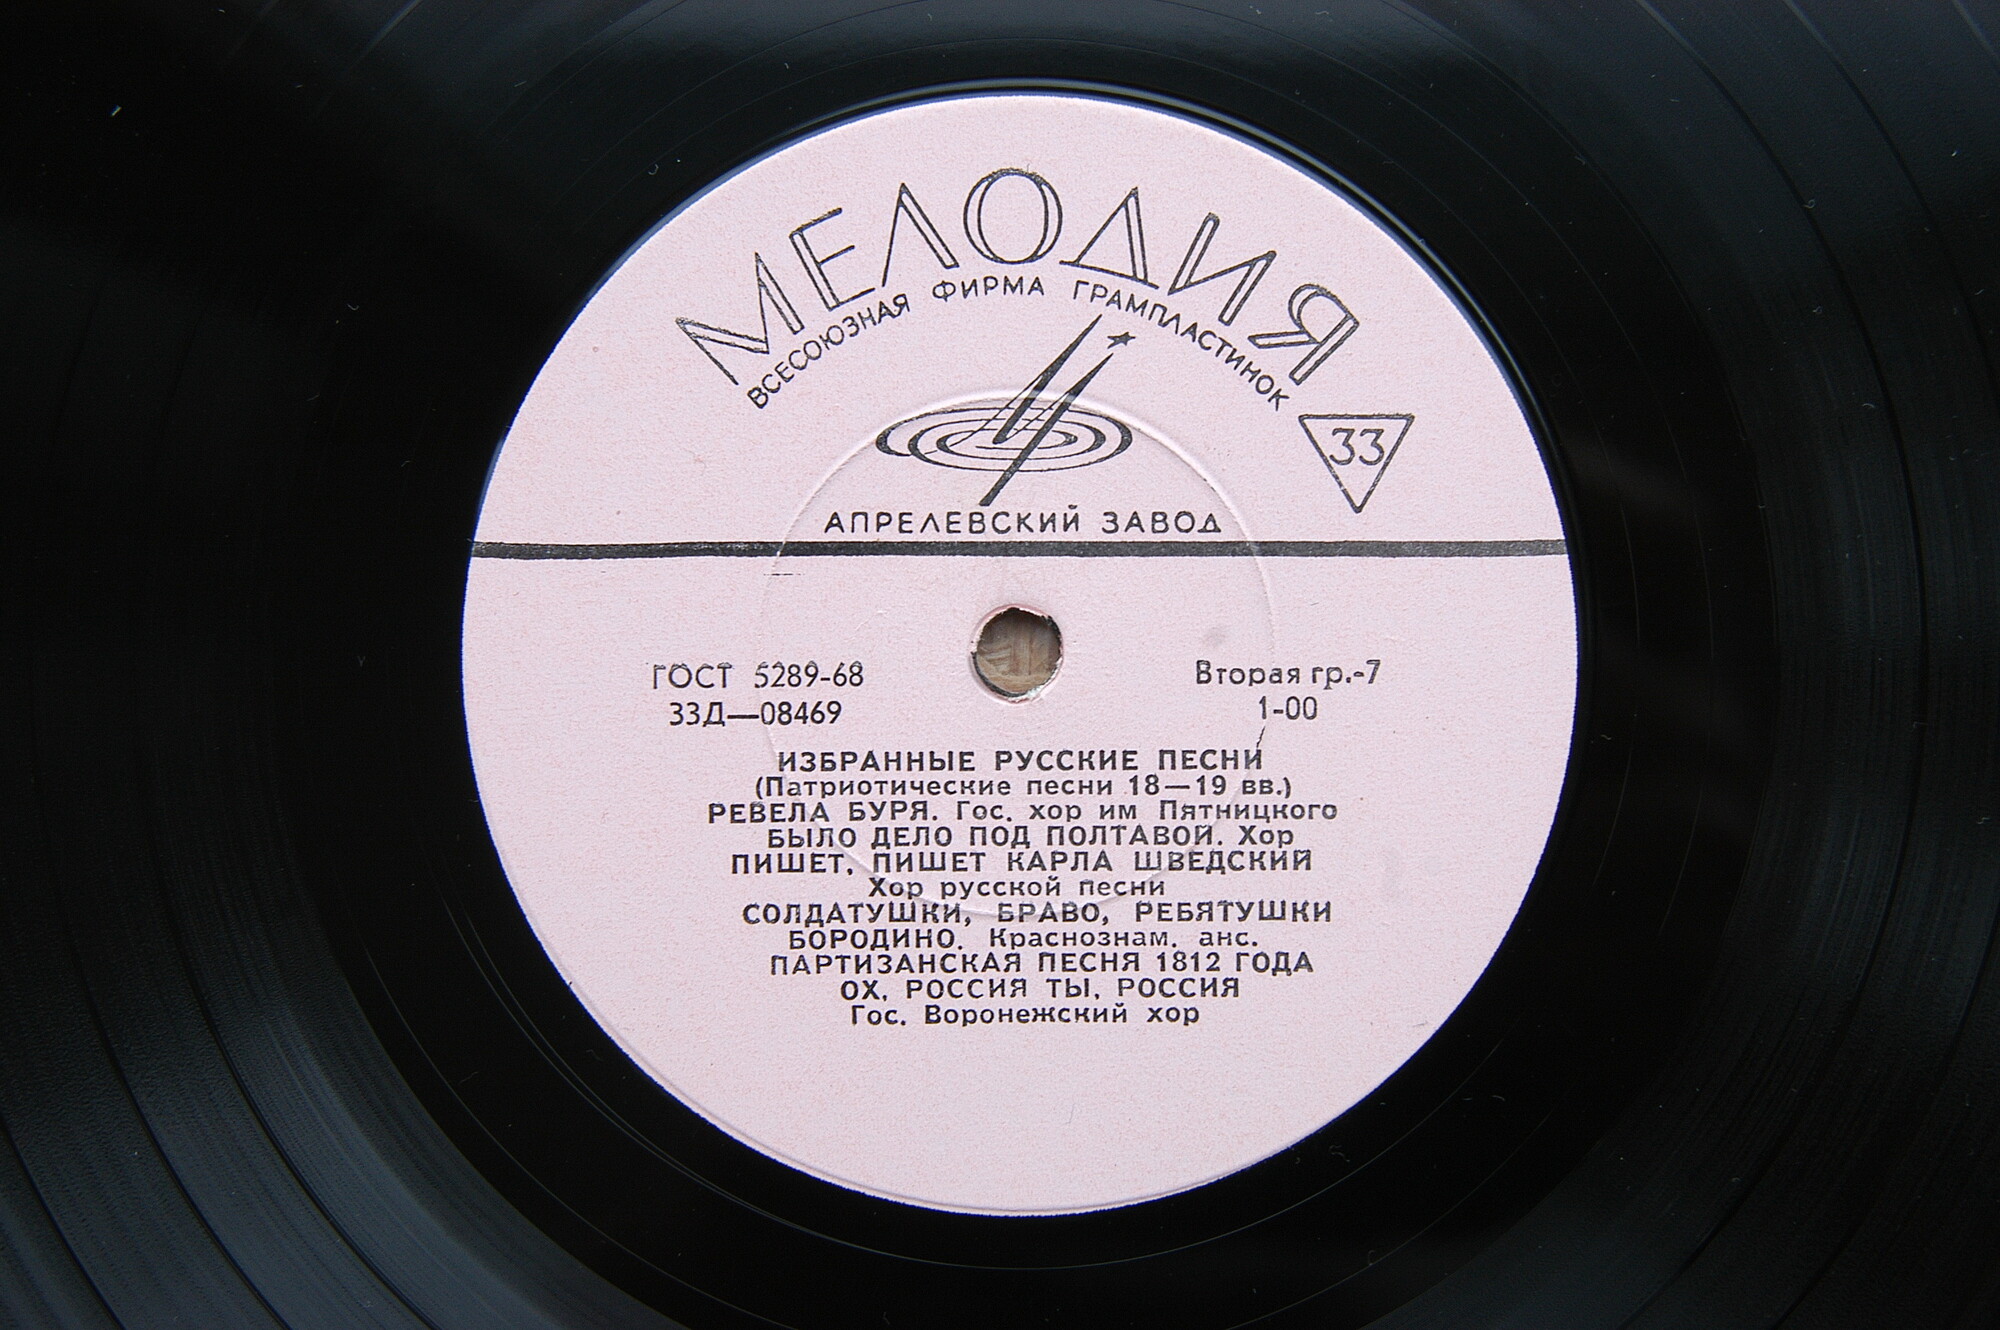 МЕЛОДИЯ
ВСЕСОЮЗНАЯ ФИРМА ГРАМПЛАСТИНОК
33
АПРЕЛЕВСКИЙ ЗАВОД
ГОСТ 5289-68
Вторая гр.-7
33Д—08469
1-00
ИЗБРАННЫЕ РУССКИЕ ПЕСНИ
(Патриотические песни 18—19 вв.)
РЕВЕЛА БУРЯ. Гос. хор им Пятницкого
БЫЛО ДЕЛО ПОД ПОЛТАВОЙ. Хор
ПИШЕТ, ПИШЕТ КАРЛА ШВЕДСКИЙ
Хор русской песни
СОЛДАТУШКИ, БРАВО, РЕБЯТУШКИ
БОРОДИНО. Краснознам. анс.
ПАРТИЗАНСКАЯ ПЕСНЯ 1812 ГОДА
ОХ, РОССИЯ ТЫ, РОССИЯ
Гос. Воронежский хор